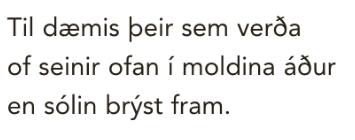 Til dæmis þeir sem verða
of seinir ofan í moldina áður
en sólin brýst fram.